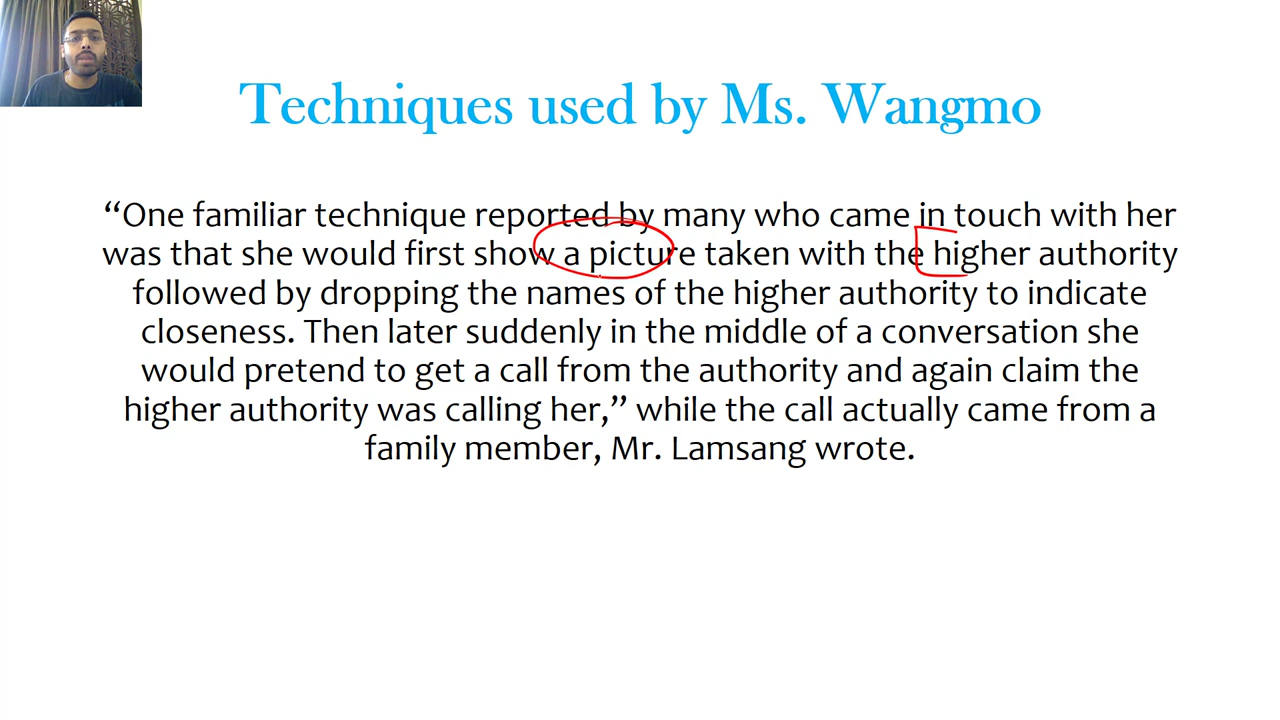 Techniques used by Ms. Wangmo
“One familiar technique reported by many who came in touch with her
was that she would first show a picture taken with the higher authority
followed by dropping the names of the higher authority to indicate
closeness. Then later suddenly in the middle of a conversation she
would pretend to get a call from the authority and again claim the
higher authority was calling her,” while the call actually came from a
family member, Mr. Lamsang wrote.